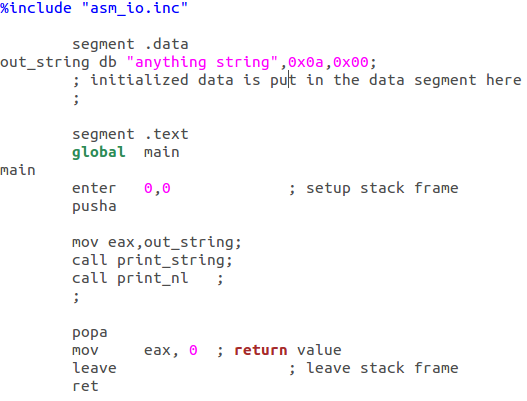 %include "asm_io.inc"
segment .data
out_string db "anything string",0x0a,0x00;
; initialized data is put in the data segment here
;
segment .text
global  main
main
enter   0,0             ; setup stack frame
pusha
mov eax,out_string;
call print_string;
call print_nl   ;
;
popa
mov     eax, 0  ; return value
leave                   ; leave stack frame
ret